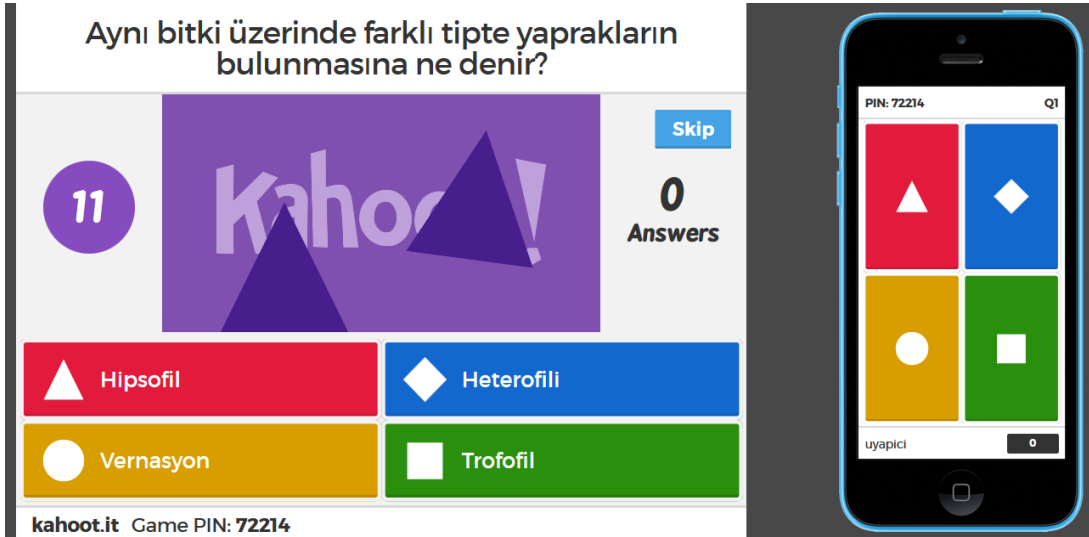 Aynı bitki üzerinde farklı tipte yaprakların
bulunmasına ne denir?
11
Kahoot!
Skip
0
Answers
Hipsofil
Heterofili
Vernasyon
Trofofil
kahoot.it Game PIN: 72214
PIN: 72214 Q1
uyapici 0